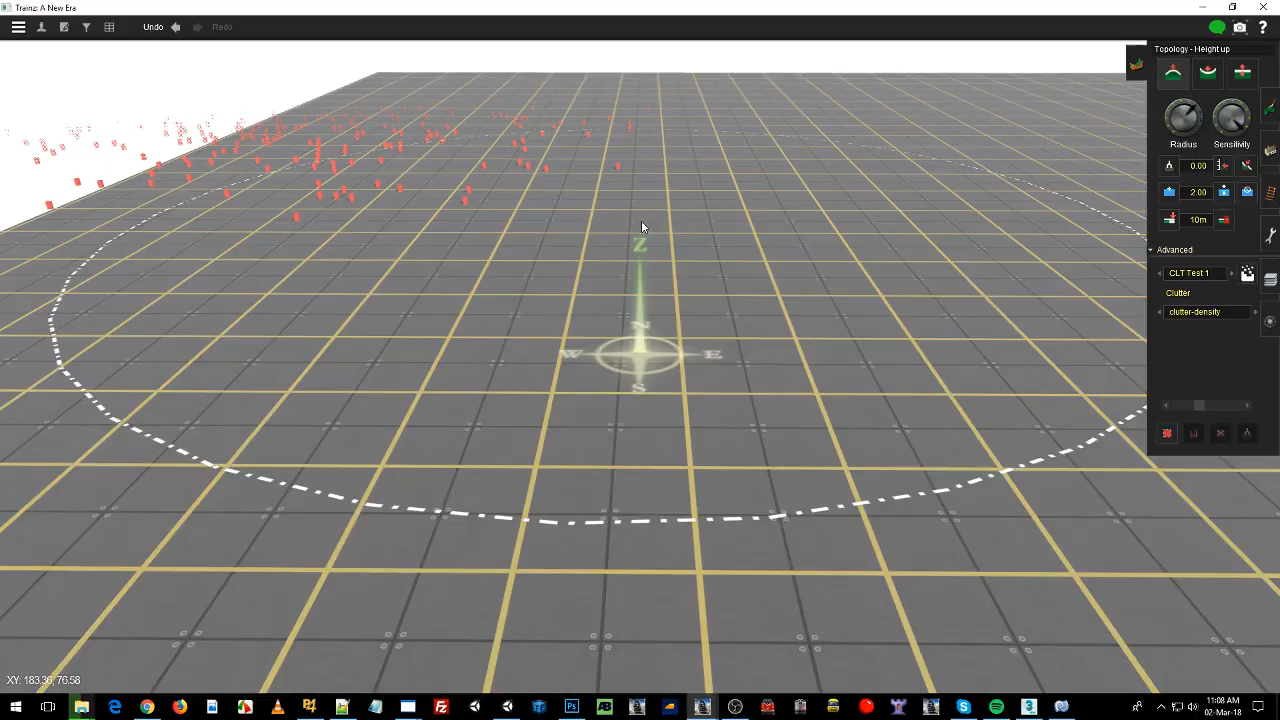 Trainz: A New Era
Undo
Redo
Topology - Height up
Radius
Sensitivity
0.00
2.00
10m
Advanced
CLT Test 1
Clutter
clutter-density
Z
N
W
E
S
XY: 183.36, 76.58
11:08 AM
02-Mar-18